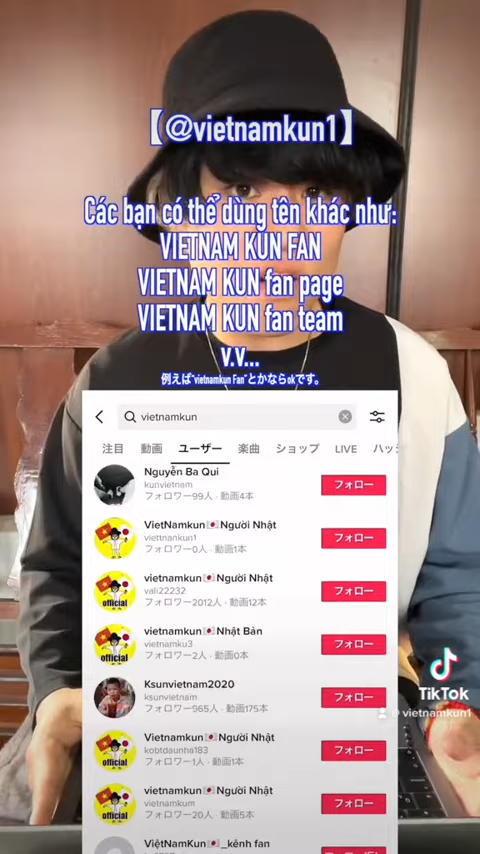 【@vietnamkun1】
Các bạn có thể dùng tên khác như:
VIETNAM KUN FAN
VIETNAM KUN fan page
VIETNAM KUN fan team
V.V...
例えば"vietnamkun Fan"とかならokです。
vietnamkun
注目 動画 ユーザー 楽曲 ショップ LIVE ハッシ
Nguyễn Ba Qui
kunvietnam
フォロワー99人・動画4本
フォロー
VietNamkun🇯🇵Người Nhật
viettnankun1
フォロワー0人・動画1本
フォロー
official
vietnamkun🇯🇵Người Nhật
vali22232
フォロワー2012人・動画12本
フォロー
official
vietnamkun🇯🇵Nhật Bản
vietnamku3
フォロワー2人・動画0本
フォロー
Ksunvietnam2020
ksunvietnam
フォロワー965人・動画175本
フォロー
official
Vietnamkun🇯🇵Người Nhật
kobtdaunha183
フォロワー1人・動画1本
フォロー
official
vietnamkun🇯🇵Người Nhật
vietnamkum
フォロワー20人・動画5本
フォロー
ViệtNamKun🇯🇵_kênh fan
TikTok
@ vietnamkun1